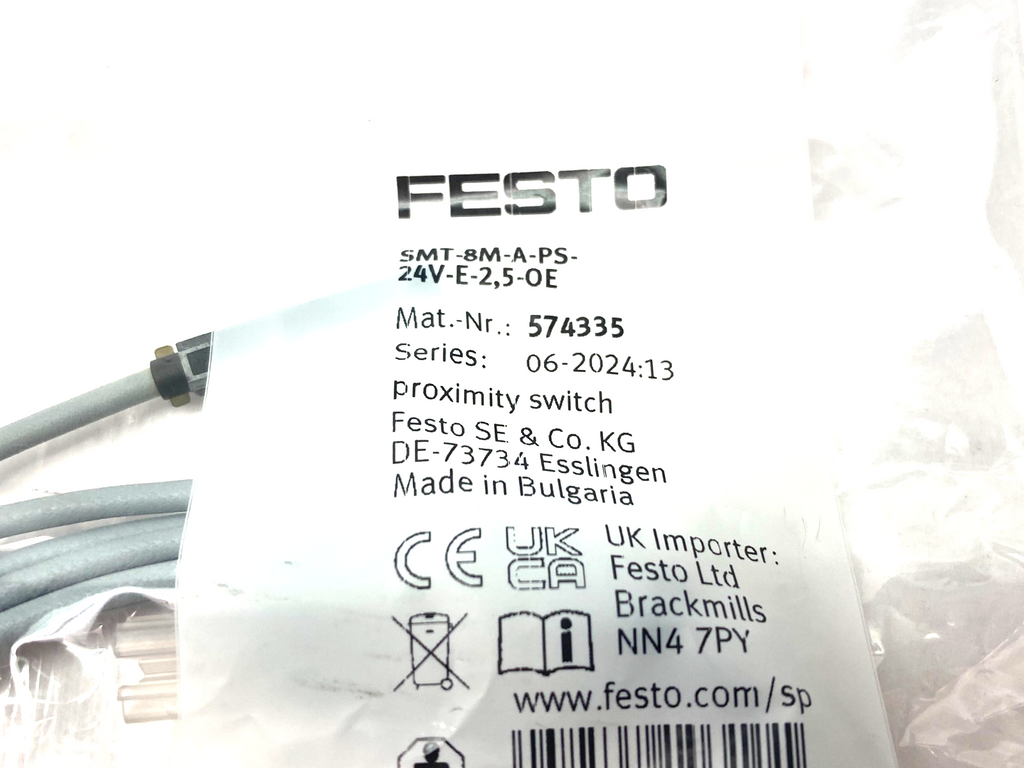 FESTO
SMT-8M-A-PS-
24V-E-2,5-OE
Mat.-Nr.: 574335
Series: 06-2024:13
proximity switch
Festo SE & Co. KG
DE-73734 Esslingen
Made in Bulgaria
CE UK CA
UK Importer:
Festo Ltd
Brackmills
NN4 7PY
i
www.festo.com/sp